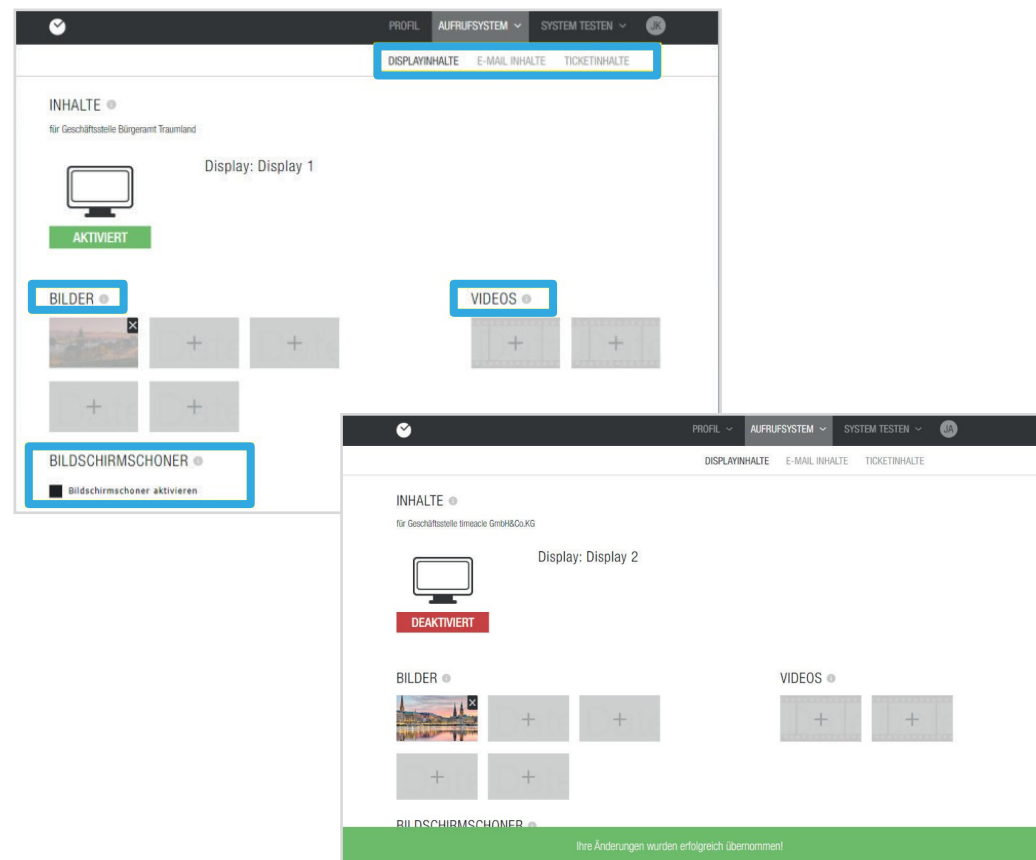 PROFIL AUFRUFSYSTEM SYSTEM TESTEN JK
DISPLAYINHALTE E-MAIL INHALTE TICKETINHALTE
INHALTE
für Geschäftsstelle Bürgeramt Traumland
Display: Display 1
AKTIVIERT
BILDER
VIDEOS
BILDSCHIRMSCHONER
Bildschirmschoner aktivieren
PROFIL AUFRUFSYSTEM SYSTEM TESTEN JA
DISPLAYINHALTE E-MAIL INHALTE TICKETINHALTE
INHALTE
für Geschäftsstelle timeacle GmbH&Co.KG
Display: Display 2
DEAKTIVIERT
BILDER
VIDEOS
BILDSCHIRMSCHONER
Ihre Änderungen wurden erfolgreich übernommen!